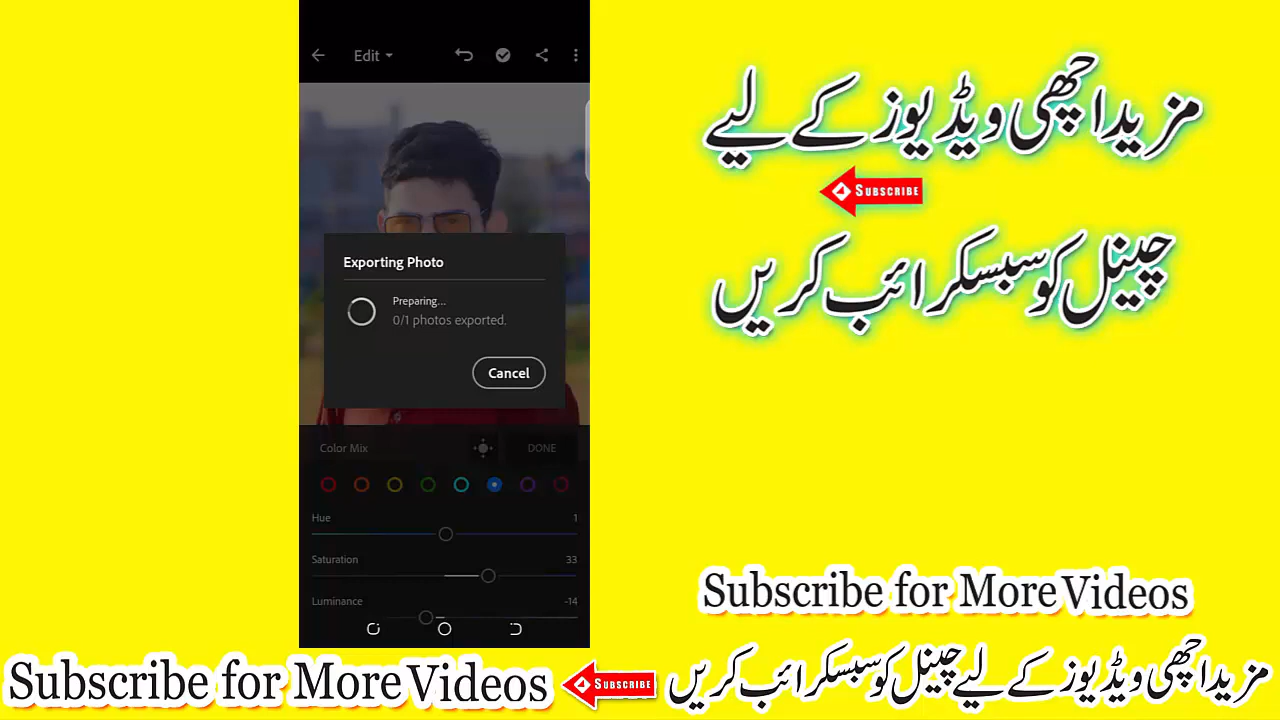 Edit
Exporting Photo
Preparing...
0/1 photos exported.
Cancel
Color Mix
DONE
Hue 1
Saturation 33
Luminance -14
مزید اچھی ویڈیوز کے لیے
SUBSCRIBE
چینل کو سبسکرائب کریں
Subscribe for More Videos
Subscribe for More Videos
SUBSCRIBE
مزید اچھی ویڈیوز کے لیے چینل کو سبسکرائب کریں